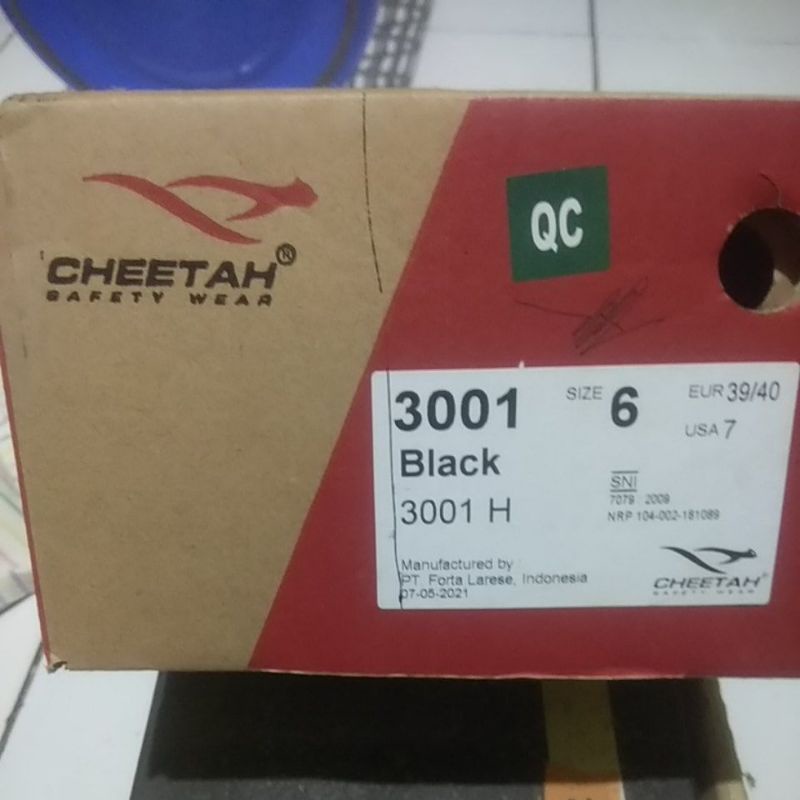 CHEETAH®
SAFETY WEAR
QC
3001
SIZE 6
EUR 39/40
USA 7
Black
3001 H
SNI
7079 2009
NRP 104-002-181089
Manufactured by
PT. Forta Larese, Indonesia
07-05-2021
CHEETAH®
SAFETY WEAR